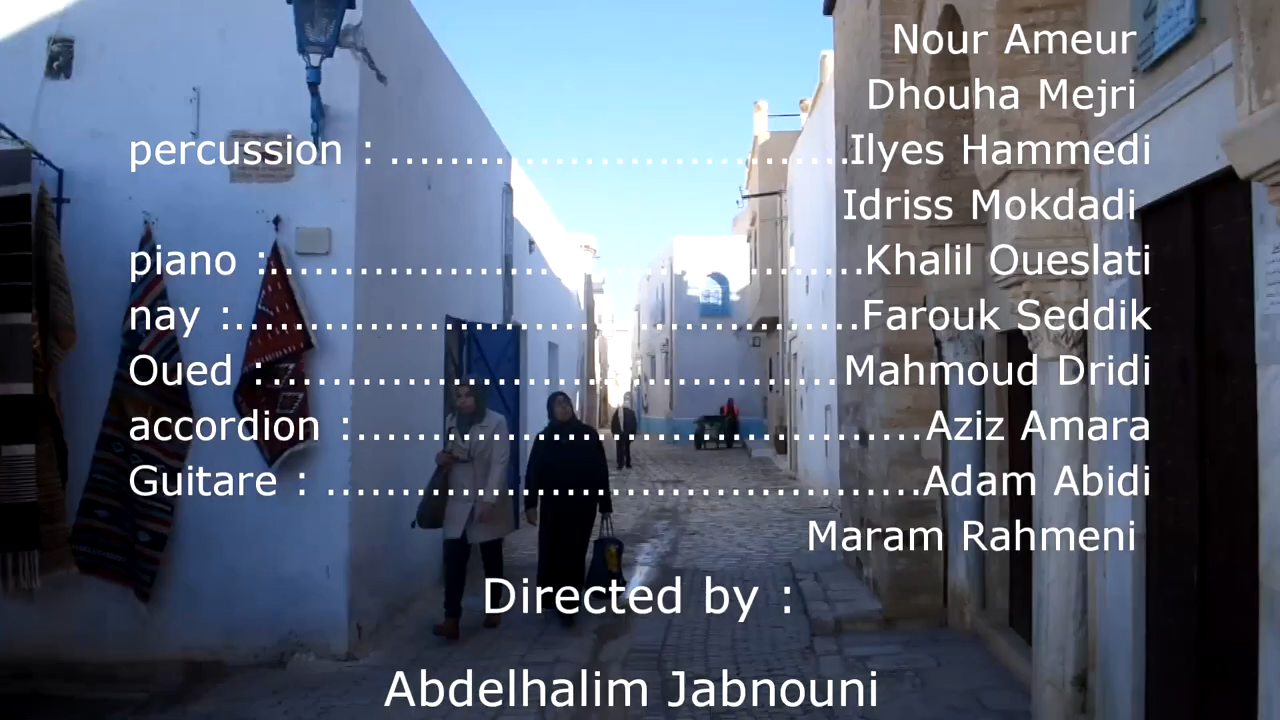 Nour Ameur
Dhouha Mejri
percussion : ...............................Ilyes Hammedi
Idriss Mokdadi
piano :........................................Khalil Oueslati
nay :..........................................Farouk Seddik
Oued :......................................Mahmoud Dridi
accordion :......................................Aziz Amara
Guitare : ........................................Adam Abidi
Maram Rahmeni
Directed by :
Abdelhalim Jabnouni